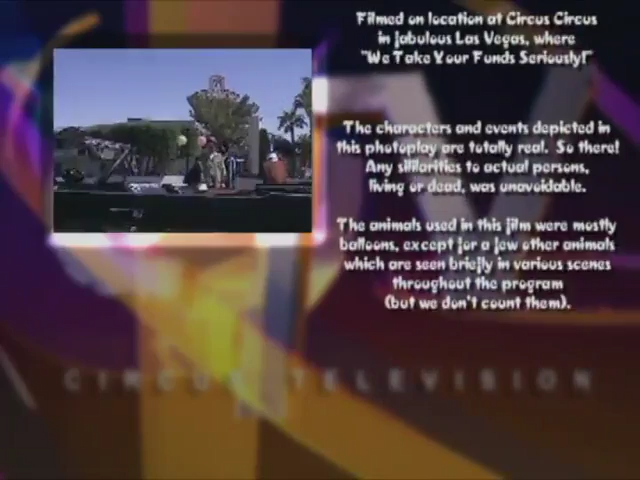 Filmed on location at Circus Circus
in fabulous Las Vegas, where
"We Take Your Funds Seriously!"
The characters and events depicted in
this photoplay are totally real. So there!
Any sililarities to actual persons,
living or dead, was unavoidable.
The animals used in this film were mostly
balloons, except for a few other animals
which are seen briefly in various scenes
throughout the program
(but we don't count them).
CIRCUS TELEVISION